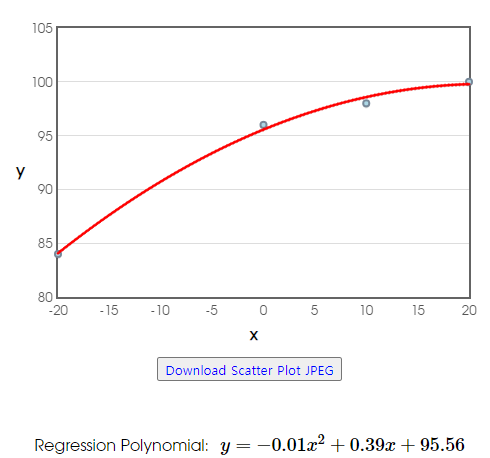 105
100
95
y
90
85
80
-20 -15 -10 -5 0 5 10 15 20
x
Download Scatter Plot JPEG
Regression Polynomial: y = −0.01x² + 0.39x + 95.56